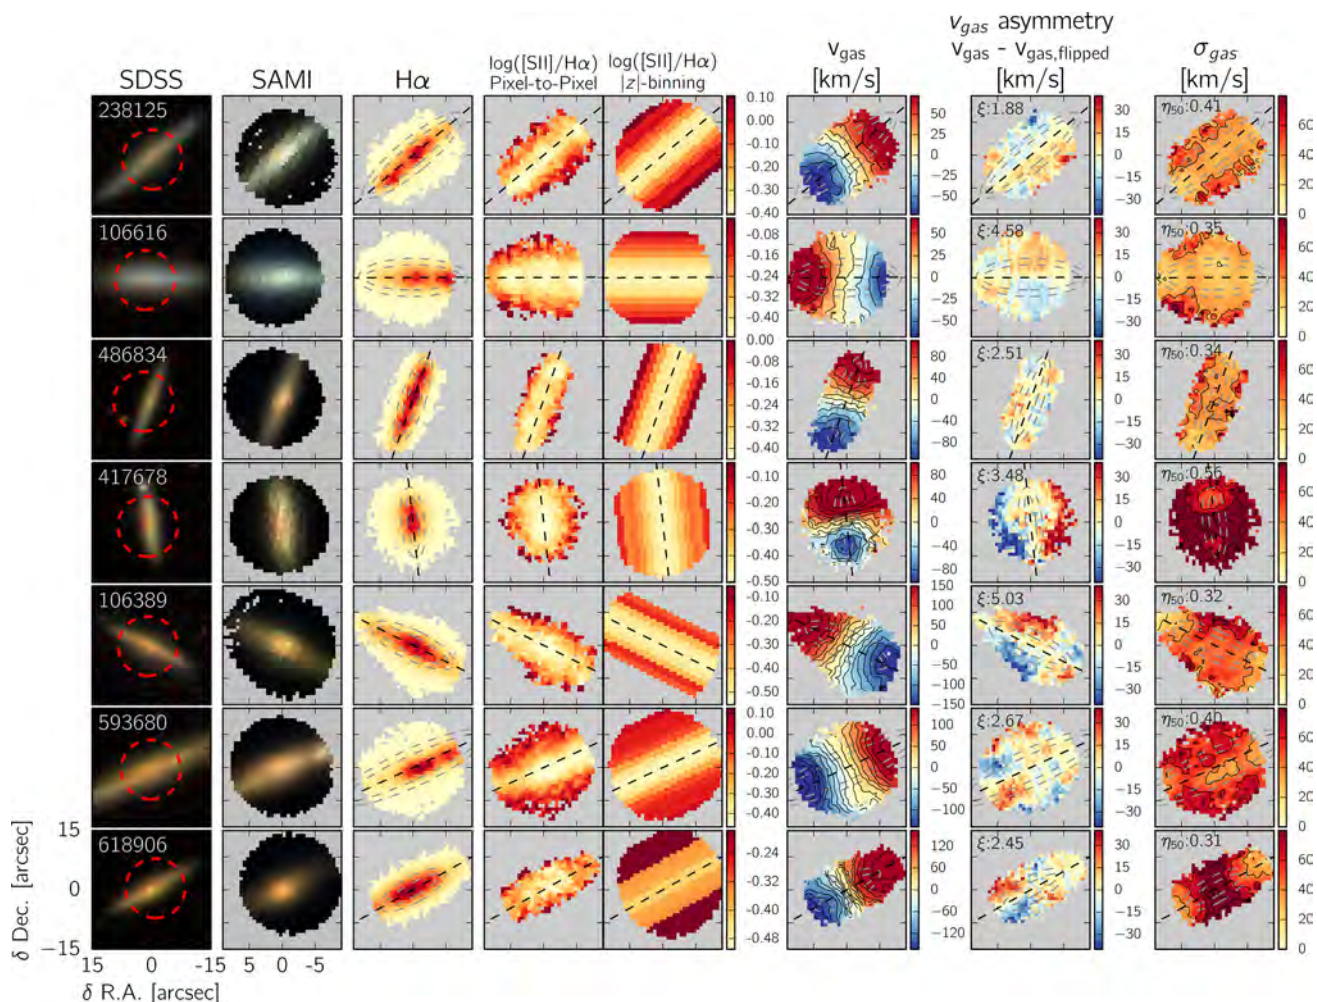 v_gas asymmetry
SDSS SAMI Hα log([SII]/Hα) Pixel-to-Pixel log([SII]/Hα) |z|-binning v_gas [km/s] v_gas - v_gas,flipped [km/s] σ_gas [km/s]
238125 ξ:1.88 η₅₀:0.41
0.10 0.00 −0.10 −0.20 −0.30 −0.40
50 25 0 −25 −50
30 15 0 −15 −30
60 40 20 0
106616 ξ:4.58 η₅₀:0.35
−0.08 −0.16 −0.24 −0.32 −0.40
50 25 0 −25 −50
30 15 0 −15 −30
60 40 20 0
486834 ξ:2.51 η₅₀:0.34
0.00 −0.08 −0.16 −0.24 −0.32 −0.40
80 40 0 −40 −80
30 15 0 −15 −30
60 40 20 0
417678 ξ:3.48 η₅₀:0.56
−0.10 −0.20 −0.30 −0.40 −0.50
80 40 0 −40 −80
30 15 0 −15 −30
60 40 20 0
106389 ξ:5.03 η₅₀:0.32
−0.10 −0.20 −0.30 −0.40 −0.50
150 100 50 0 −50 −100 −150
30 15 0 −15 −30
60 40 20 0
593680 ξ:2.67 η₅₀:0.40
0.10 0.00 −0.10 −0.20 −0.30 −0.40
100 50 0 −50 −100
30 15 0 −15 −30
60 40 20 0
618906 ξ:2.45 η₅₀:0.31
−0.24 −0.32 −0.40 −0.48
120 60 0 −60 −120
30 15 0 −15 −30
60 40 20 0
15 0 −15
δ Dec. [arcsec]
15 0 -15 5 0 -5
δ R.A. [arcsec]